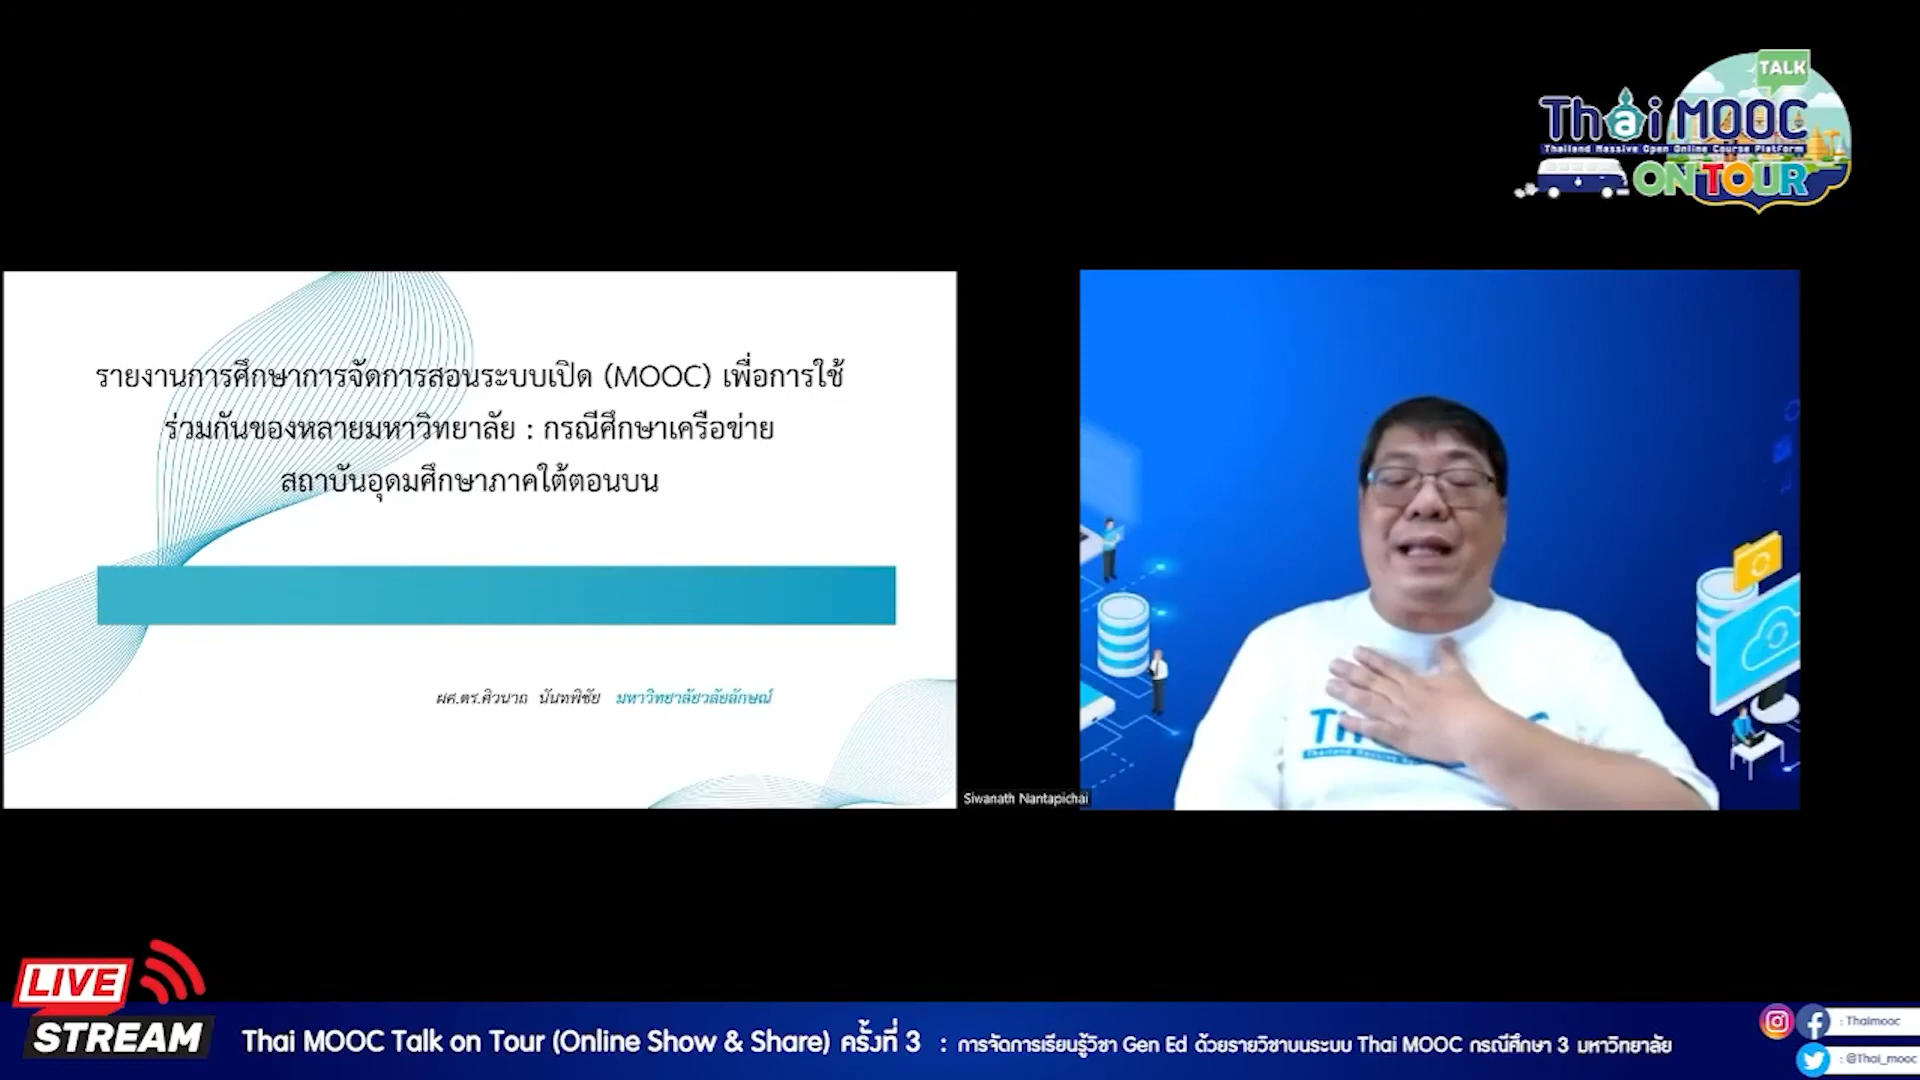 TALK
Thai MOOC
Thailand Massive Open Online Course Platform
ON TOUR
รายงานการศึกษาการจัดการสอนระบบเปิด (MOOC) เพื่อการใช้
ร่วมกันของหลายมหาวิทยาลัย : กรณีศึกษาเครือข่าย
สถาบันอุดมศึกษาภาคใต้ตอนบน
ผศ.ดร.ศิวนาถ นันทพิชัย มหาวิทยาลัยวลัยลักษณ์
Siwanath Nantapichai
LIVE
STREAM
Thai MOOC Talk on Tour (Online Show & Share) ครั้งที่ 3 : การจัดการเรียนรู้วิชา Gen Ed ด้วยรายวิชาบนระบบ Thai MOOC กรณีศึกษา 3 มหาวิทยาลัย
: Thaimooc
: @Thai_mooc